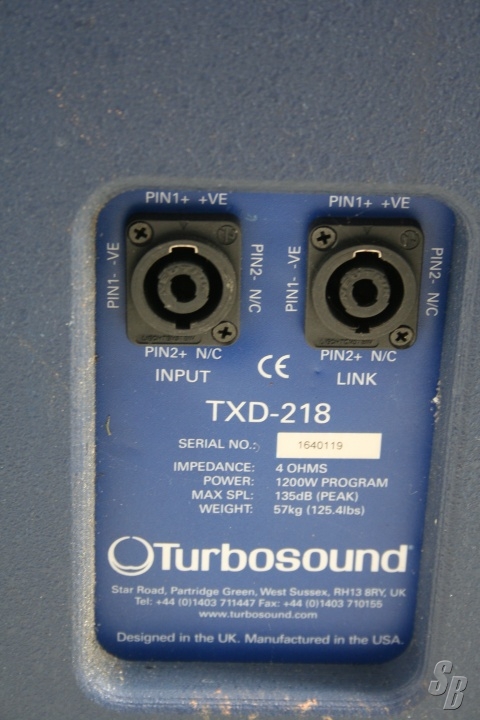 PIN1+ +VE
PIN1- -VE
PIN2- N/C
PIN2+ N/C
INPUT
PIN1+ +VE
PIN1- -VE
PIN2- N/C
PIN2+ N/C
LINK
CE
TXD-218
SERIAL NO.: 1640119
IMPEDANCE: 4 OHMS
POWER: 1200W PROGRAM
MAX SPL: 135dB (PEAK)
WEIGHT: 57kg (125.4lbs)
Turbosound®
Star Road, Partridge Green, West Sussex, RH13 8RY, UK
Tel: +44 (0)1403 711447 Fax: +44 (0)1403 710155
www.turbosound.com
Designed in the UK. Manufactured in the USA.
SB